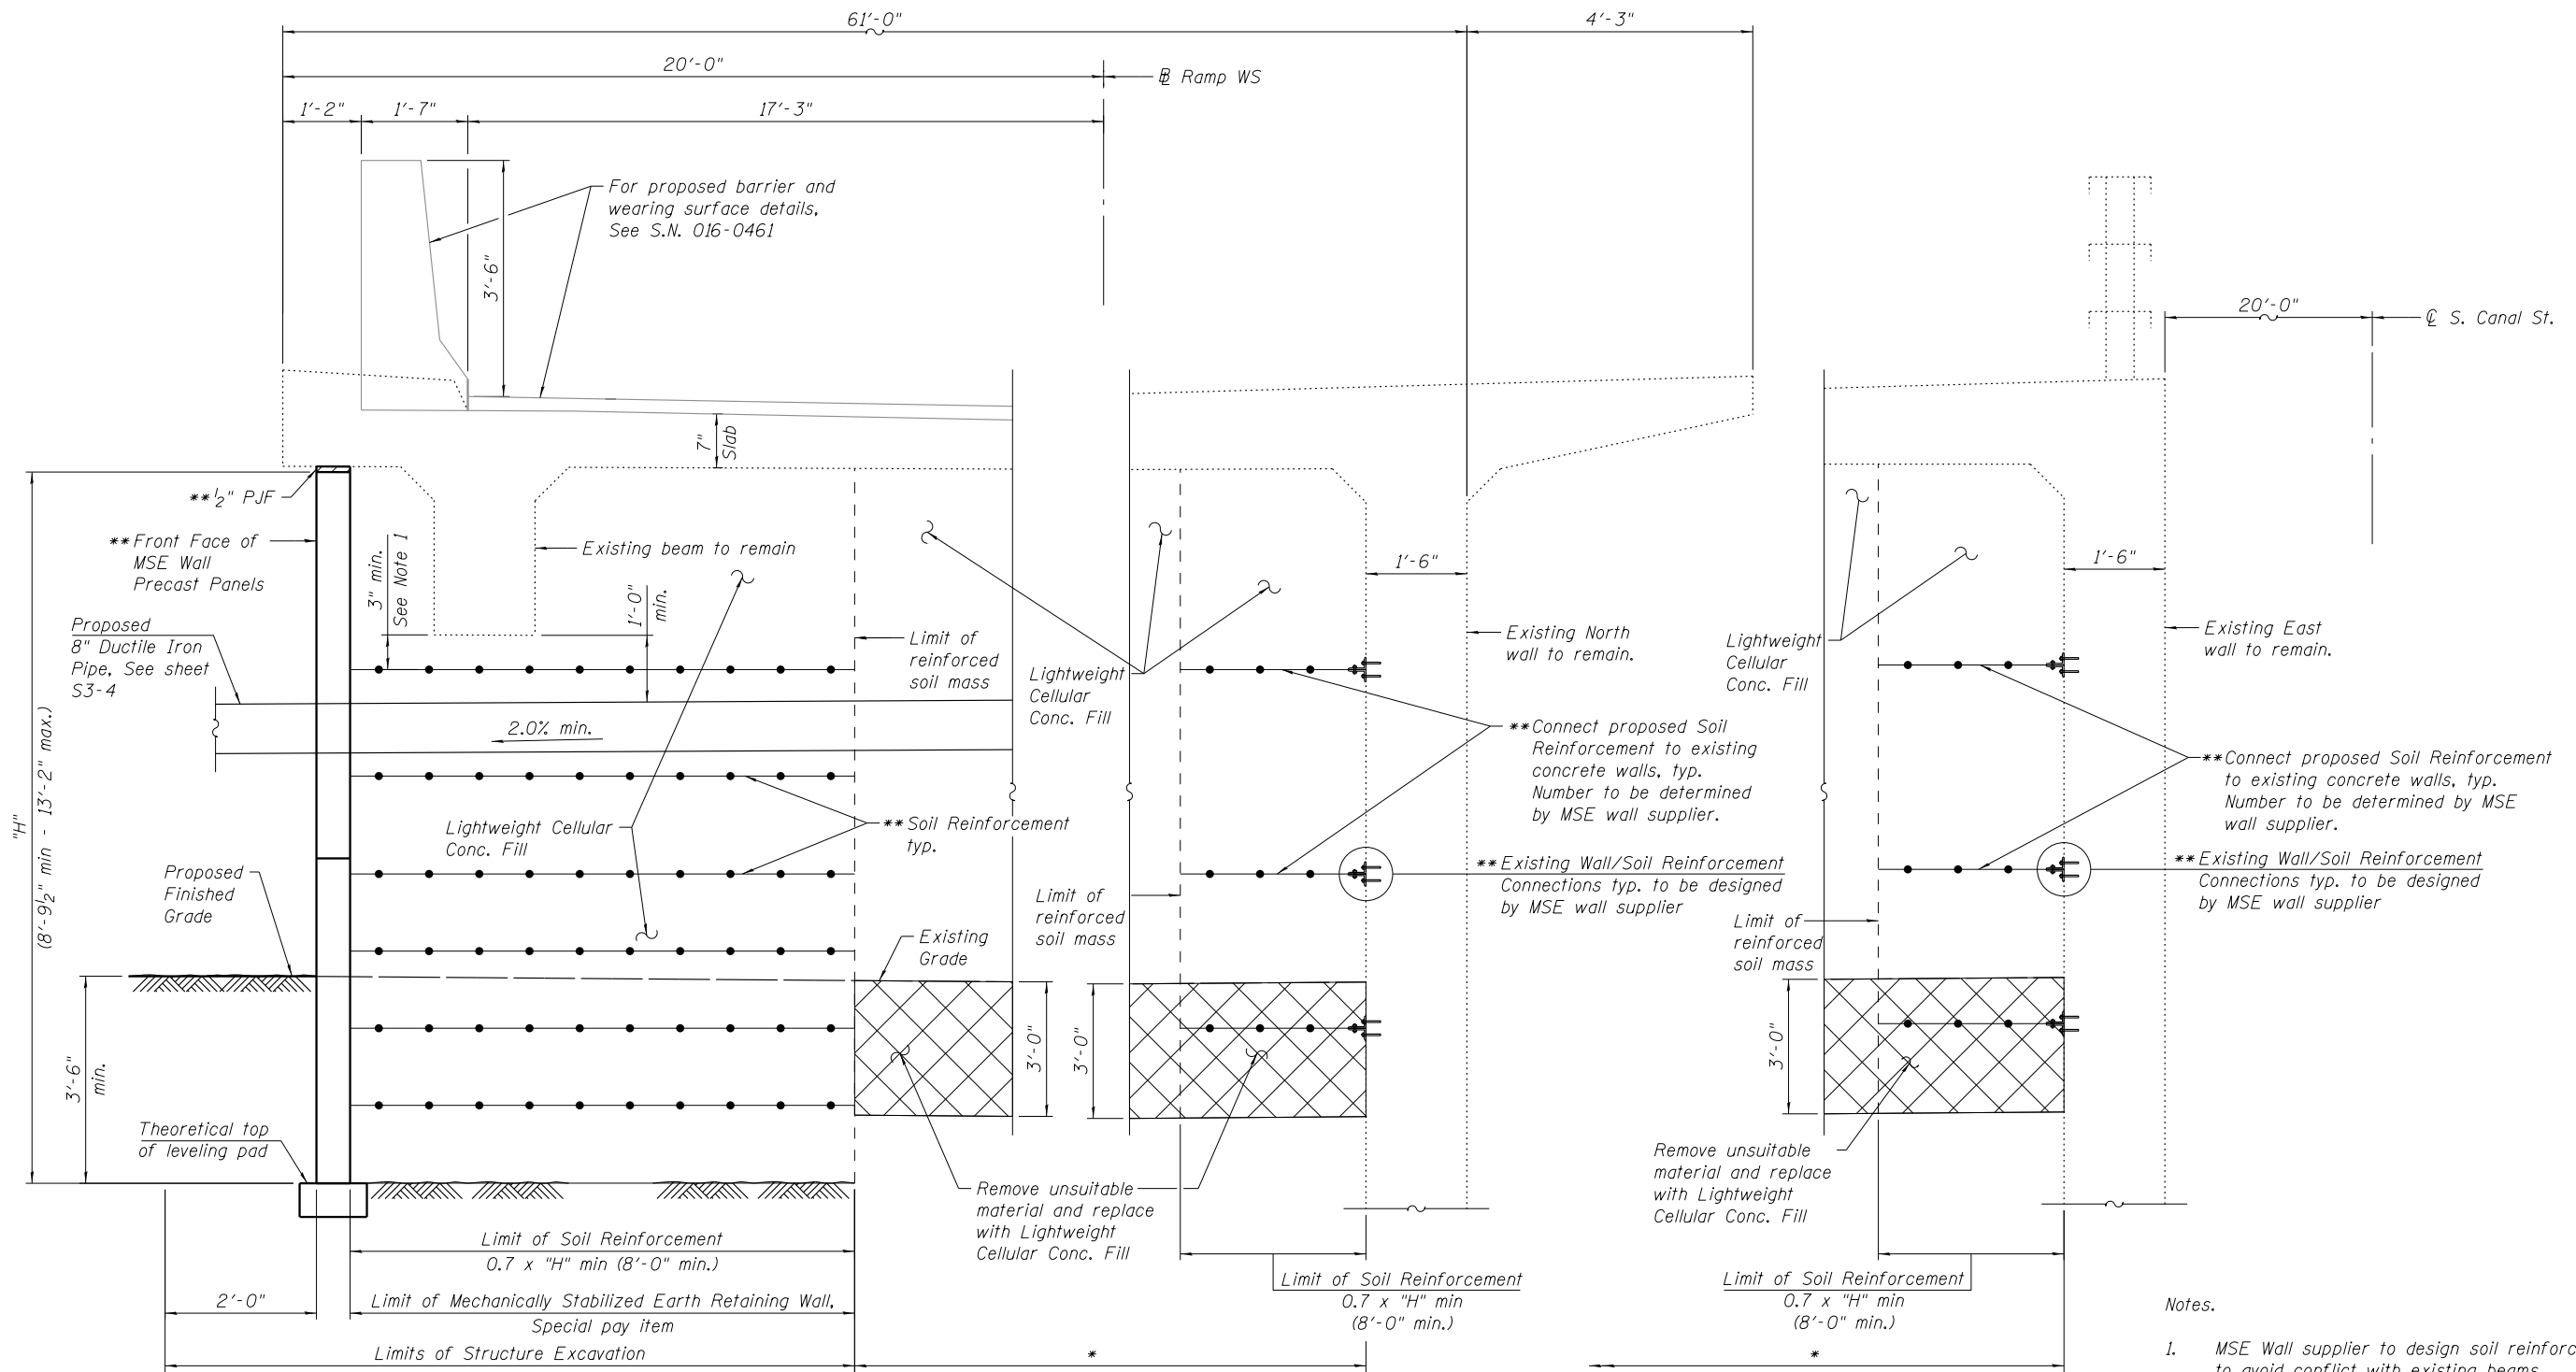 61'-0"
4'-3"
20'-0"
℄ Ramp WS
1'-2"
1'-7"
17'-3"
For proposed barrier and
wearing surface details,
See S.N. 016-0461
3'-6"
20'-0"
℄ S. Canal St.
7"
Slab
**½" PJF
**Front Face of
MSE Wall
Precast Panels
3" min.
See Note 1
Existing beam to remain
1'-0"
min.
1'-6"
1'-6"
Proposed
8" Ductile Iron
Pipe, See sheet
S3-4
Limit of
reinforced
soil mass
Lightweight
Cellular
Conc. Fill
Existing North
wall to remain.
Lightweight
Cellular
Conc. Fill
Existing East
wall to remain.
2.0% min.
"H"
(8'-9½" min - 13'-2" max.)
**Connect proposed Soil
Reinforcement to existing
concrete walls, typ.
Number to be determined
by MSE wall supplier.
**Connect proposed Soil Reinforcement
to existing concrete walls, typ.
Number to be determined by MSE
wall supplier.
Lightweight Cellular
Conc. Fill
**Soil Reinforcement
typ.
Proposed
Finished
Grade
**Existing Wall/Soil Reinforcement
Connections typ. to be designed
by MSE wall supplier
**Existing Wall/Soil Reinforcement
Connections typ. to be designed
by MSE wall supplier
Limit of
reinforced
soil mass
Limit of
reinforced
soil mass
Existing
Grade
3'-6"
min.
3'-0"
3'-0"
3'-0"
Theoretical top
of leveling pad
Remove unsuitable
material and replace
with Lightweight
Cellular Conc. Fill
Remove unsuitable
material and replace
with Lightweight
Cellular Conc. Fill
Limit of Soil Reinforcement
0.7 x "H" min (8'-0" min.)
Limit of Soil Reinforcement
0.7 x "H" min
(8'-0" min.)
Limit of Soil Reinforcement
0.7 x "H" min
(8'-0" min.)
2'-0"
Limit of Mechanically Stabilized Earth Retaining Wall,
Special pay item
Limits of Structure Excavation
*
*
Notes.
1. MSE Wall supplier to design soil reinforc
to avoid conflict with existing beams